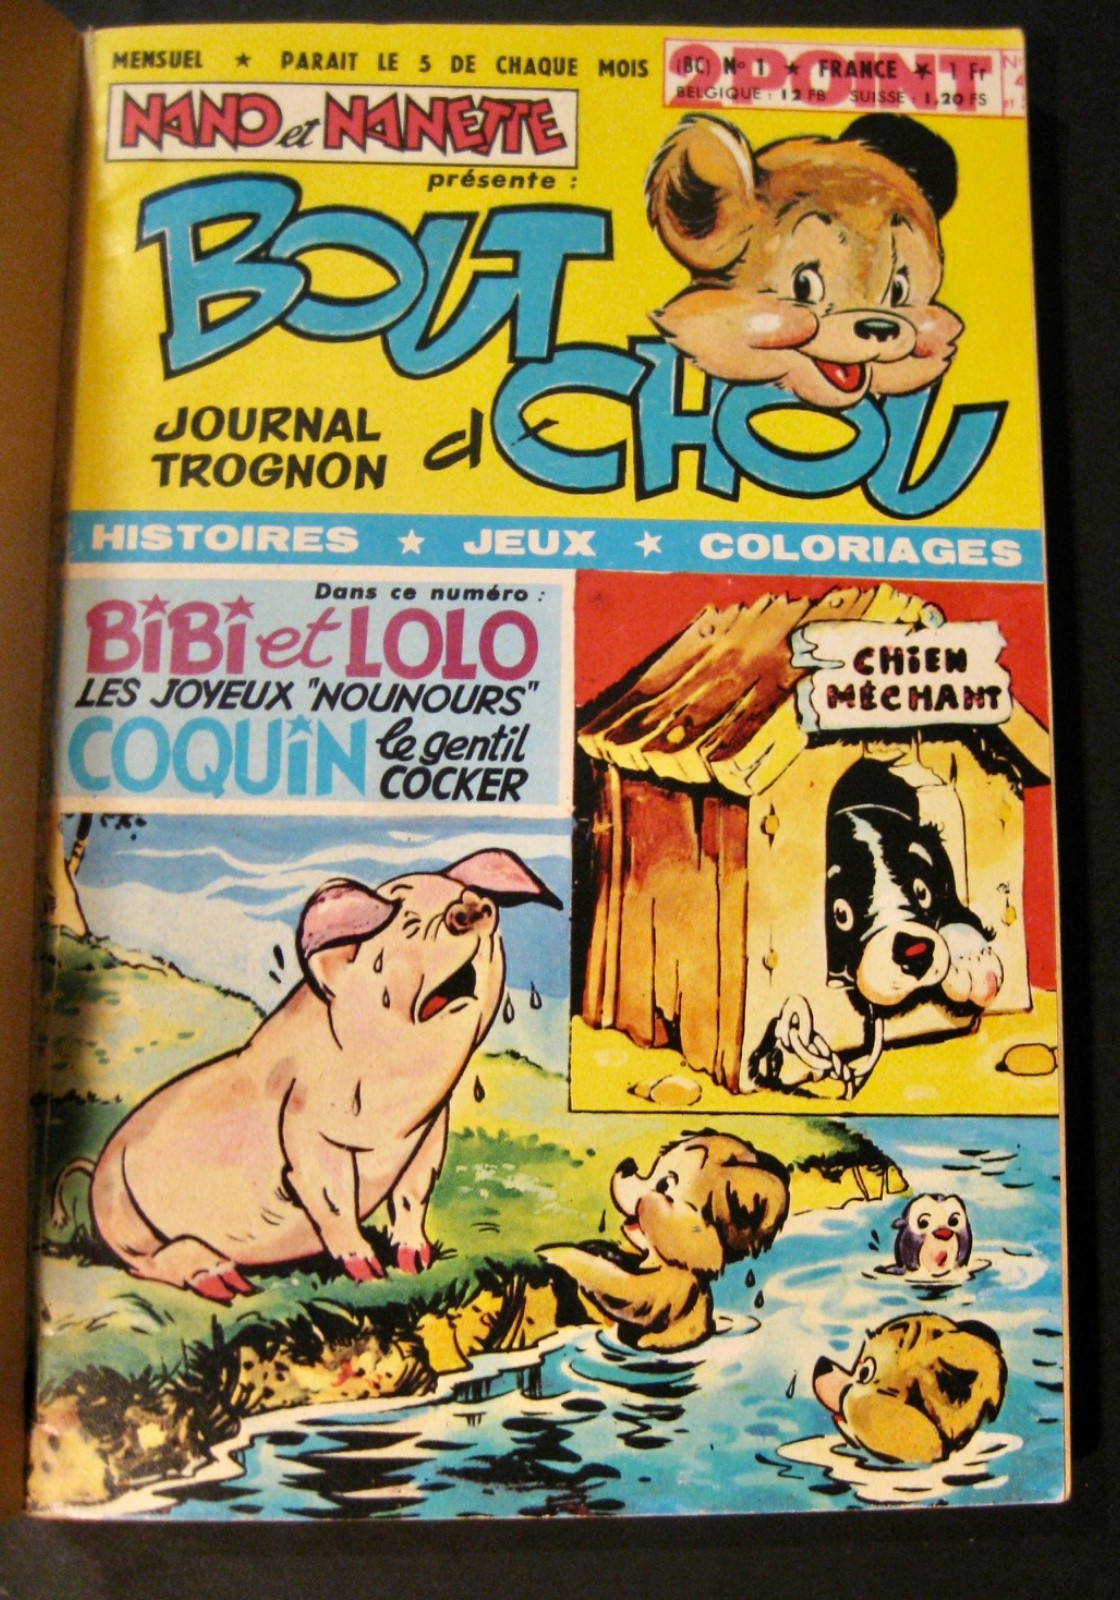 MENSUEL ★ PARAIT LE 5 DE CHAQUE MOIS (BC) N° 1 ★ FRANCE ★ 1 Fr
BELGIQUE : 12 FB SUISSE : 1,20 FS
NANO et NANETTE
présente :
BOUT
d'CHOU
JOURNAL
TROGNON
HISTOIRES ★ JEUX ★ COLORIAGES
Dans ce numéro :
BiBi et LOLO
LES JOYEUX "NOUNOURS"
COQUiN le gentil
COCKER
CHiEN
MÉCHANT